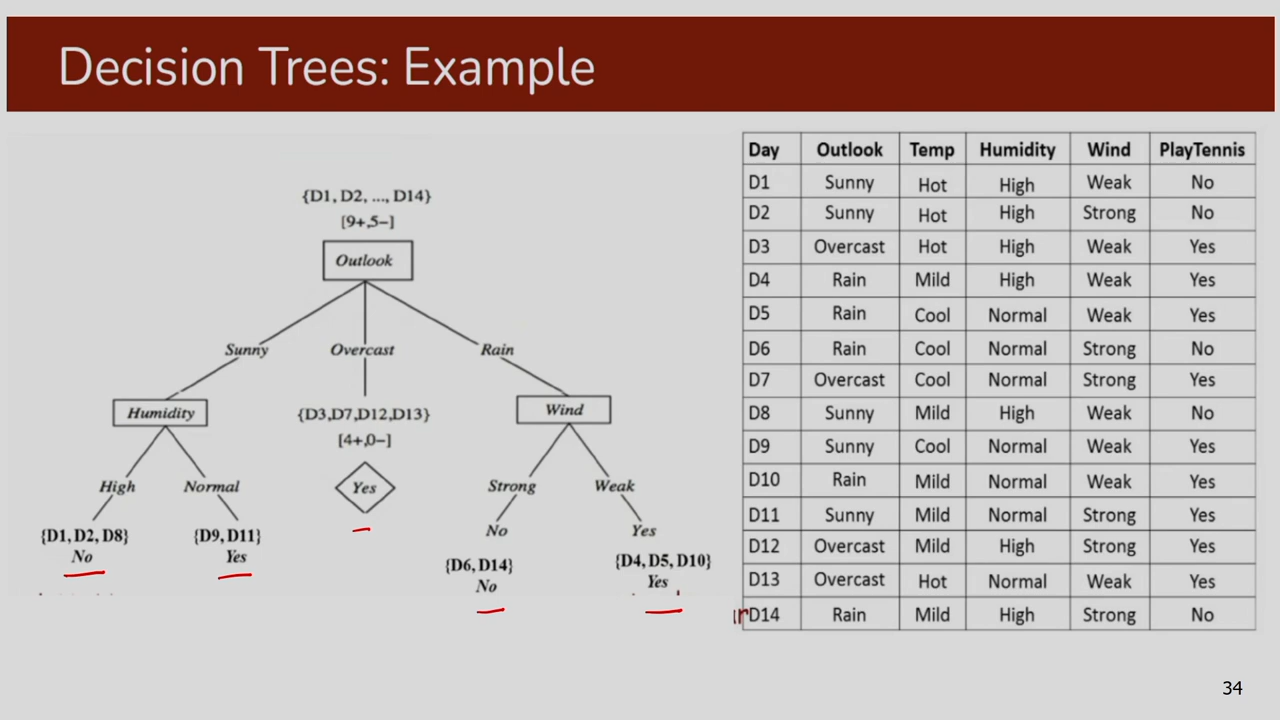 Decision Trees: Example
{D1, D2, ..., D14}
[9+,5−]
Outlook
Sunny Overcast Rain
Humidity {D3,D7,D12,D13} Wind
[4+,0−]
High Normal Yes Strong Weak
{D1, D2, D8} {D9, D11} No Yes
No Yes {D6, D14} {D4, D5, D10}
No Yes
Day Outlook Temp Humidity Wind PlayTennis
D1 Sunny Hot High Weak No
D2 Sunny Hot High Strong No
D3 Overcast Hot High Weak Yes
D4 Rain Mild High Weak Yes
D5 Rain Cool Normal Weak Yes
D6 Rain Cool Normal Strong No
D7 Overcast Cool Normal Strong Yes
D8 Sunny Mild High Weak No
D9 Sunny Cool Normal Weak Yes
D10 Rain Mild Normal Weak Yes
D11 Sunny Mild Normal Strong Yes
D12 Overcast Mild High Strong Yes
D13 Overcast Hot Normal Weak Yes
D14 Rain Mild High Strong No
34